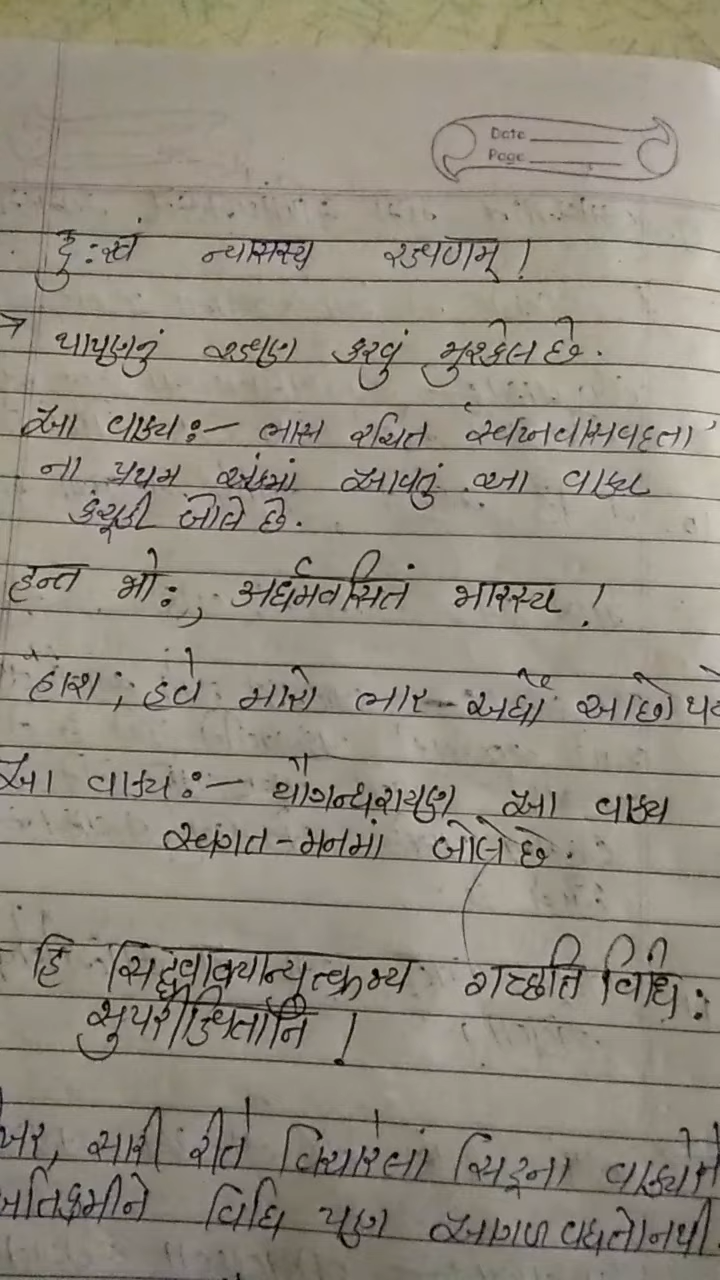 Date
Page
दुःखं न्यासस्य रक्षणम् !
→ થાપણનું રક્ષણ કરવું મુશ્કેલ છે.
આ વાક્ય :– ભાસ રચિત 'સ્વપ્નવાસવદત્તા'
ના પ્રથમ અંકમાં આવતું આ વાક્ય
કંચૂકી બોલે છે.
हन्त भोः, अर्धमवसितं भारस्य !
હાશ, હવે મારો ભાર-અર્ધો ઓછો
આ વાક્ય :– યૌગન્ધરાયણ આ વાક્ય
સ્વગત-મનમાં બોલે છે.
हि सिद्धवाक्यान्युत्क्रम्य गच्छति विधिः
सुपरीक्षितानि !
સારી રીતે વિચારેલાં સિદ્ધના વાક્યોને
અતિક્રમીને વિધિ પણ આગળ વધતો નથી.